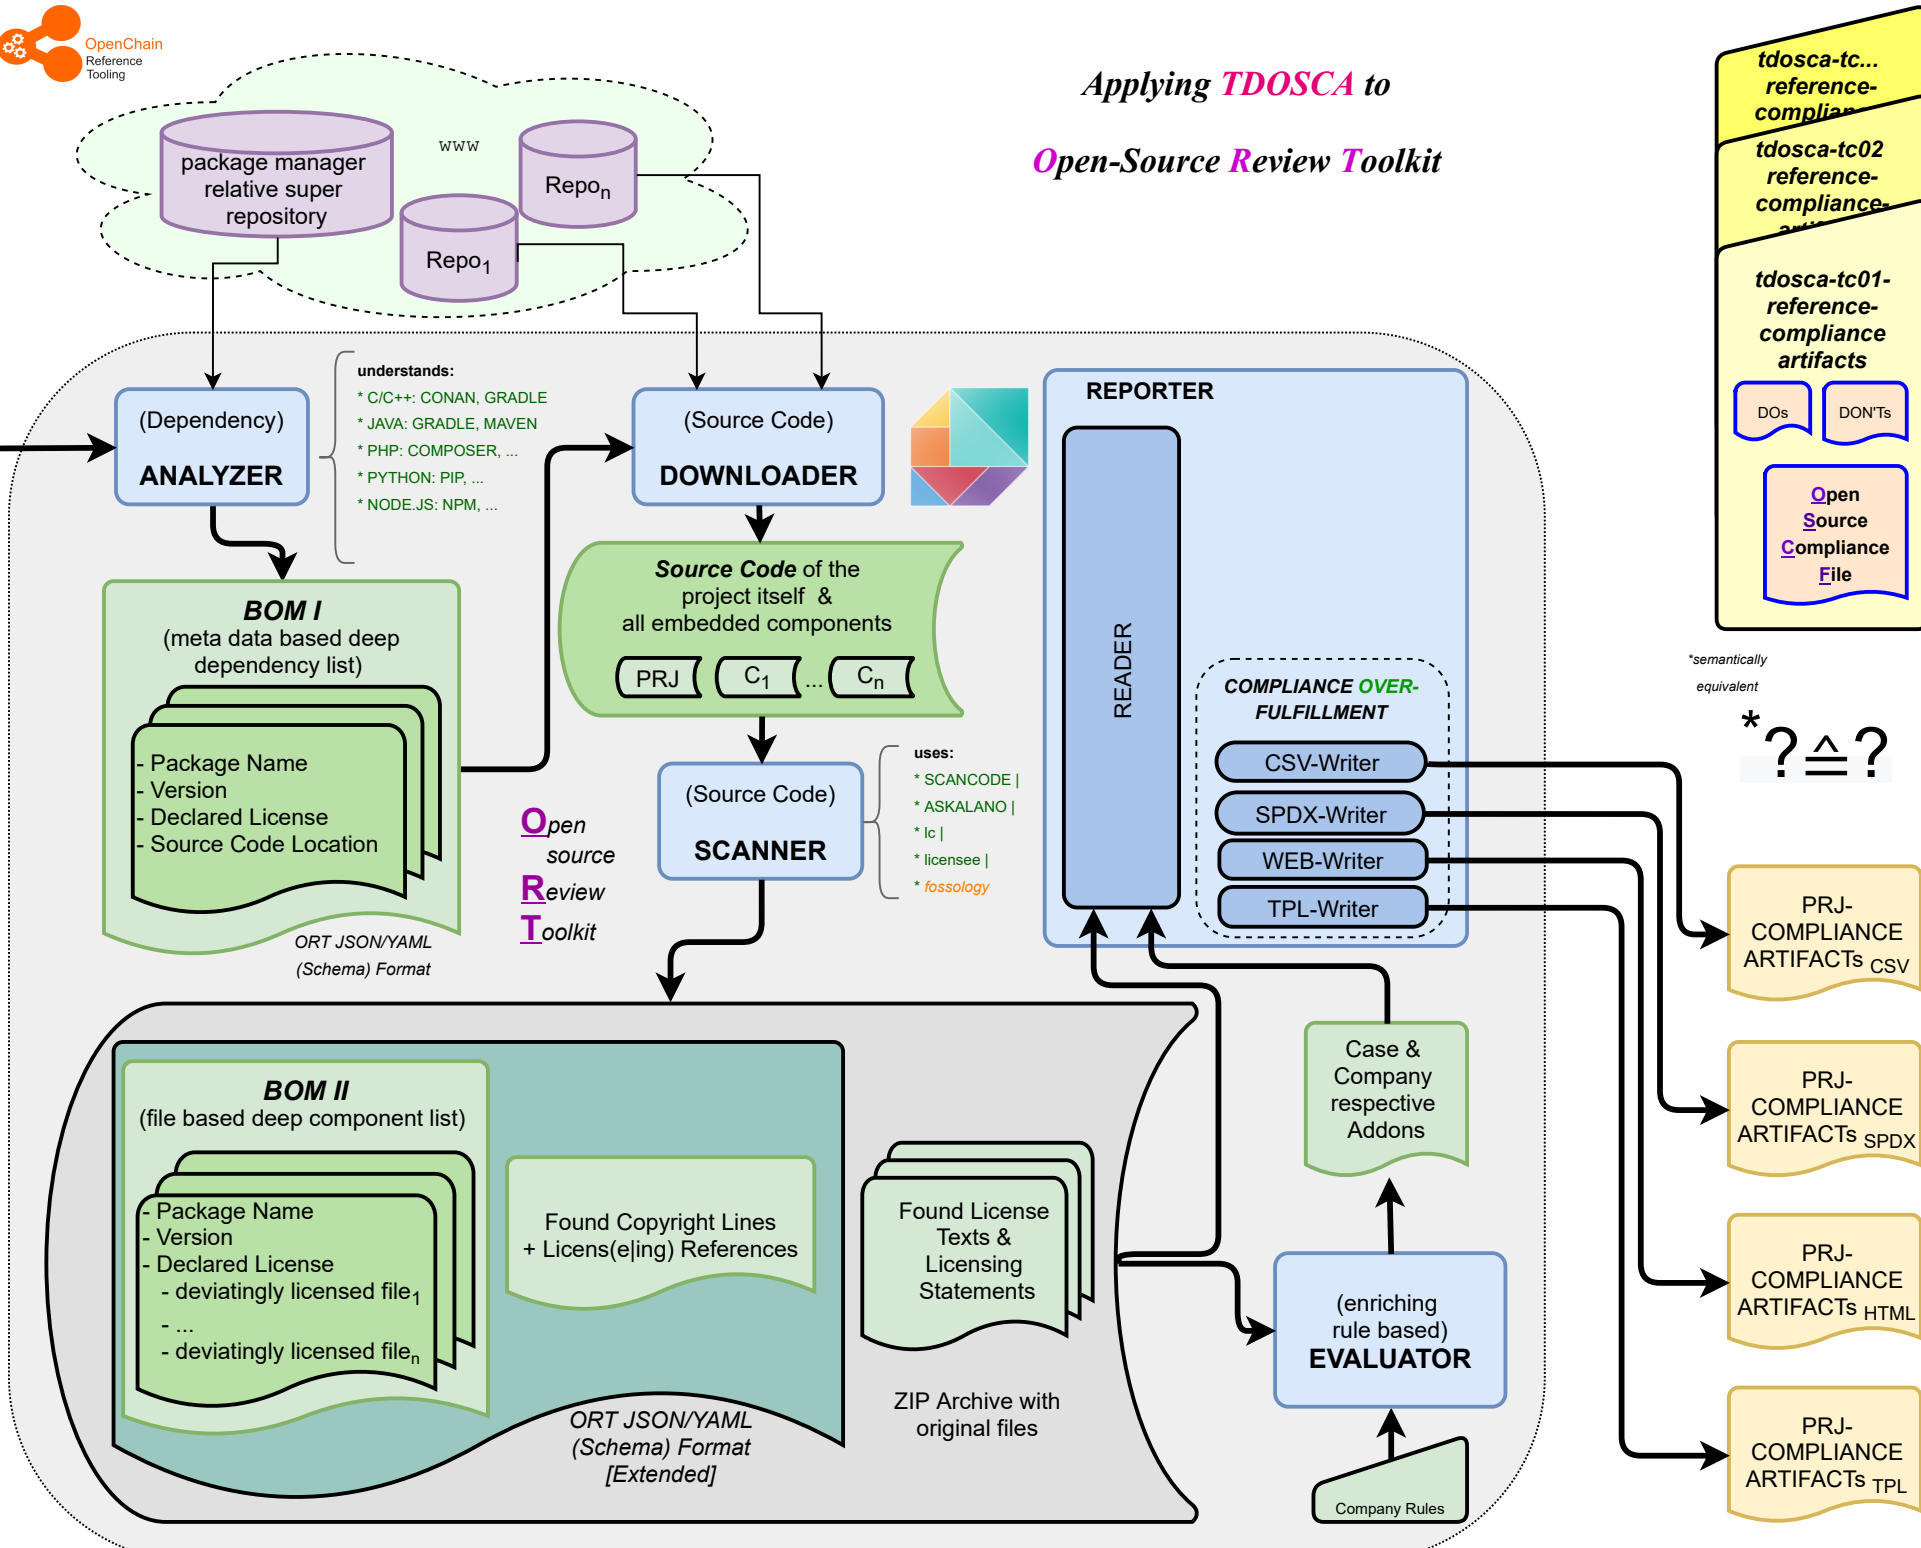 OpenChain
Reference
Tooling
Applying TDOSCA to
Open-Source Review Toolkit
www
package manager
relative super
repository
Repo1
Repon
(Dependency)
ANALYZER
understands:
* C/C++: CONAN, GRADLE
* JAVA: GRADLE, MAVEN
* PHP: COMPOSER, ...
* PYTHON: PIP, ...
* NODE.JS: NPM, ...
(Source Code)
DOWNLOADER
BOM I
(meta data based deep
dependency list)
- Package Name
- Version
- Declared License
- Source Code Location
ORT JSON/YAML
(Schema) Format
Source Code of the
project itself &
all embedded components
PRJ
C1
...
Cn
Open
source
Review
Toolkit
(Source Code)
SCANNER
uses:
* SCANCODE |
* ASKALANO |
* lc |
* licensee |
* fossology
REPORTER
READER
COMPLIANCE OVER-
FULFILLMENT
CSV-Writer
SPDX-Writer
WEB-Writer
TPL-Writer
BOM II
(file based deep component list)
- Package Name
- Version
- Declared License
- deviatingly licensed file1
- ...
- deviatingly licensed filen
Found Copyright Lines
+ Licens(e|ing) References
ORT JSON/YAML
(Schema) Format
[Extended]
Found License
Texts &
Licensing
Statements
ZIP Archive with
original files
Case &
Company
respective
Addons
(enriching
rule based)
EVALUATOR
Company Rules
tdosca-tc...
reference-
tdosca-tc02
reference-
compliance-
tdosca-tc01-
reference-
compliance
artifacts
DOs
DON'Ts
Open
Source
Compliance
File
*semantically
equivalent
*?≙?
PRJ-
COMPLIANCE
ARTIFACTs CSV
PRJ-
COMPLIANCE
ARTIFACTs SPDX
PRJ-
COMPLIANCE
ARTIFACTs HTML
PRJ-
COMPLIANCE
ARTIFACTs TPL